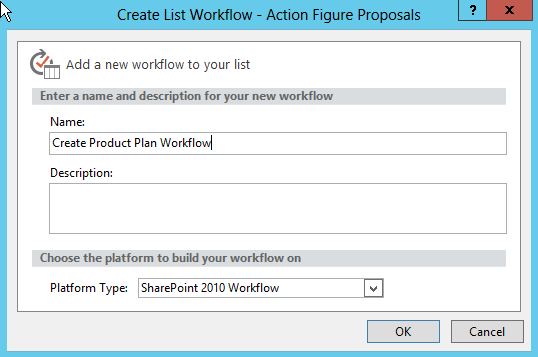 Create List Workflow - Action Figure Proposals
? x
Add a new workflow to your list
Enter a name and description for your new workflow
Name:
Create Product Plan Workflow
Description:
Choose the platform to build your workflow on
Platform Type: SharePoint 2010 Workflow
OK Cancel